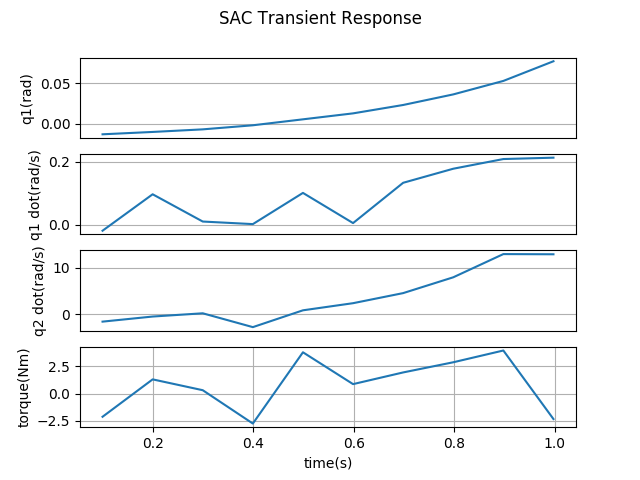 SAC Transient Response
q1(rad)
0.05
0.00
q1 dot(rad/s)
0.2
0.0
q2 dot(rad/s)
10
0
torque(Nm)
2.5
0.0
−2.5
0.2 0.4 0.6 0.8 1.0
time(s)